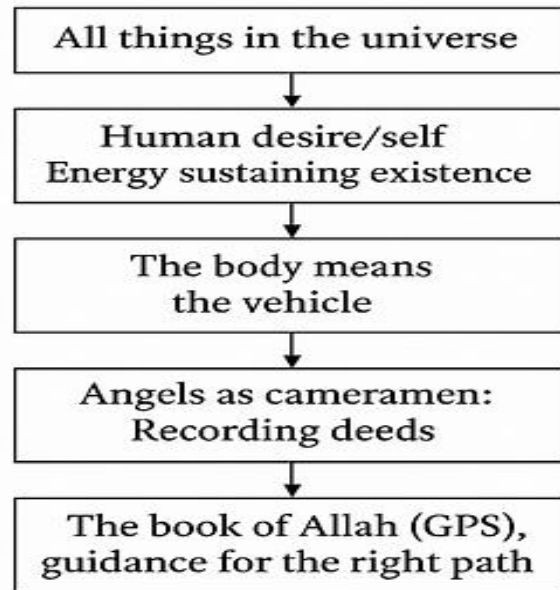 All things in the universe
Human desire/self
Energy sustaining existence
The body means
the vehicle
Angels as cameramen:
Recording deeds
The book of Allah (GPS),
guidance for the right path